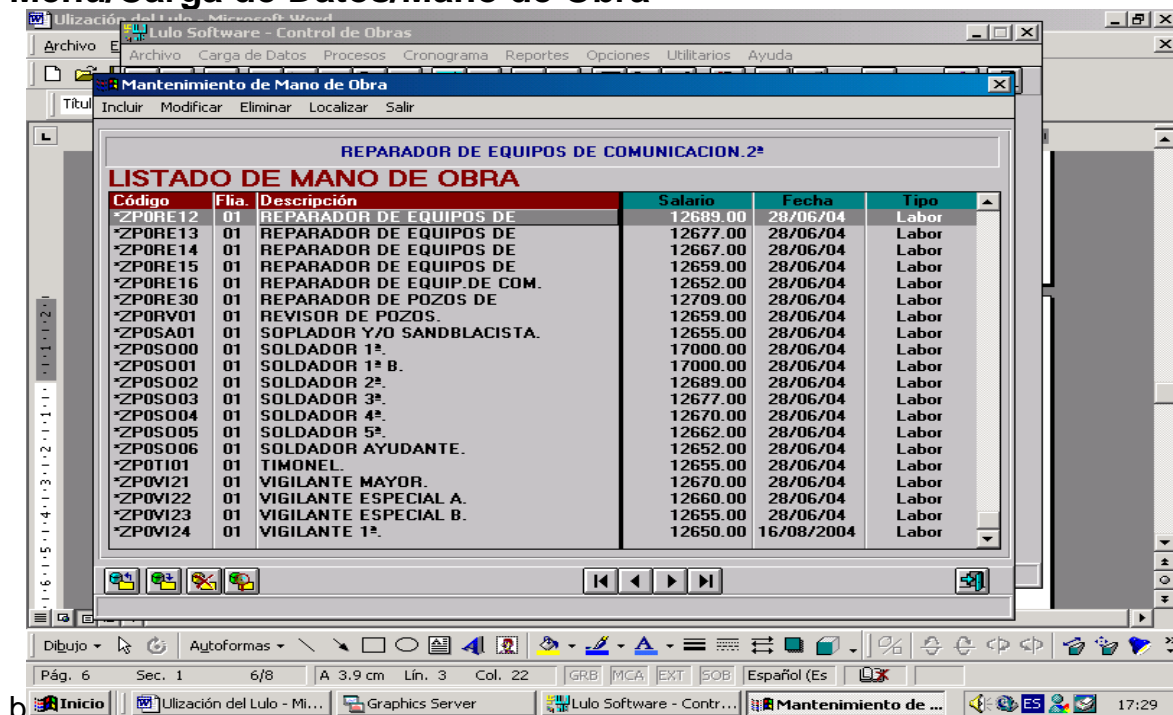 Menú/Carga de Datos/Mano de Obra
Ulización del Lulo - Microsoft Word
Lulo Software - Control de Obras
Archivo
Archivo Carga de Datos Procesos Cronograma Reportes Opciones Utilitarios Ayuda
Mantenimiento de Mano de Obra
Títul
Incluir Modificar Eliminar Localizar Salir
REPARADOR DE EQUIPOS DE COMUNICACION.2ª
LISTADO DE MANO DE OBRA
Código Flia. Descripción Salario Fecha Tipo
*ZP0RE12 01 REPARADOR DE EQUIPOS DE 12689.00 28/06/04 Labor
*ZP0RE13 01 REPARADOR DE EQUIPOS DE 12677.00 28/06/04 Labor
*ZP0RE14 01 REPARADOR DE EQUIPOS DE 12667.00 28/06/04 Labor
*ZP0RE15 01 REPARADOR DE EQUIPOS DE 12659.00 28/06/04 Labor
*ZP0RE16 01 REPARADOR DE EQUIP.DE COM. 12652.00 28/06/04 Labor
*ZP0RE30 01 REPARADOR DE POZOS DE 12709.00 28/06/04 Labor
*ZP0RV01 01 REVISOR DE POZOS. 12659.00 28/06/04 Labor
*ZP0SA01 01 SOPLADOR Y/O SANDBLACISTA. 12655.00 28/06/04 Labor
*ZP0SO00 01 SOLDADOR 1ª. 17000.00 28/06/04 Labor
*ZP0SO01 01 SOLDADOR 1ª B. 17000.00 28/06/04 Labor
*ZP0SO02 01 SOLDADOR 2ª. 12689.00 28/06/04 Labor
*ZP0SO03 01 SOLDADOR 3ª. 12677.00 28/06/04 Labor
*ZP0SO04 01 SOLDADOR 4ª. 12670.00 28/06/04 Labor
*ZP0SO05 01 SOLDADOR 5ª. 12662.00 28/06/04 Labor
*ZP0SO06 01 SOLDADOR AYUDANTE. 12652.00 28/06/04 Labor
*ZP0TI01 01 TIMONEL. 12655.00 28/06/04 Labor
*ZP0VI21 01 VIGILANTE MAYOR. 12670.00 28/06/04 Labor
*ZP0VI22 01 VIGILANTE ESPECIAL A. 12660.00 28/06/04 Labor
*ZP0VI23 01 VIGILANTE ESPECIAL B. 12655.00 28/06/04 Labor
*ZP0VI24 01 VIGILANTE 1ª. 12650.00 16/08/2004 Labor
Dibujo Autoformas
Pág. 6 Sec. 1 6/8 A 3.9 cm Lín. 3 Col. 22 GRB MCA EXT SOB Español (Es
b Inicio Ulización del Lulo - Mi... Graphics Server Lulo Software - Contr... Mantenimiento de ... ES 17:29